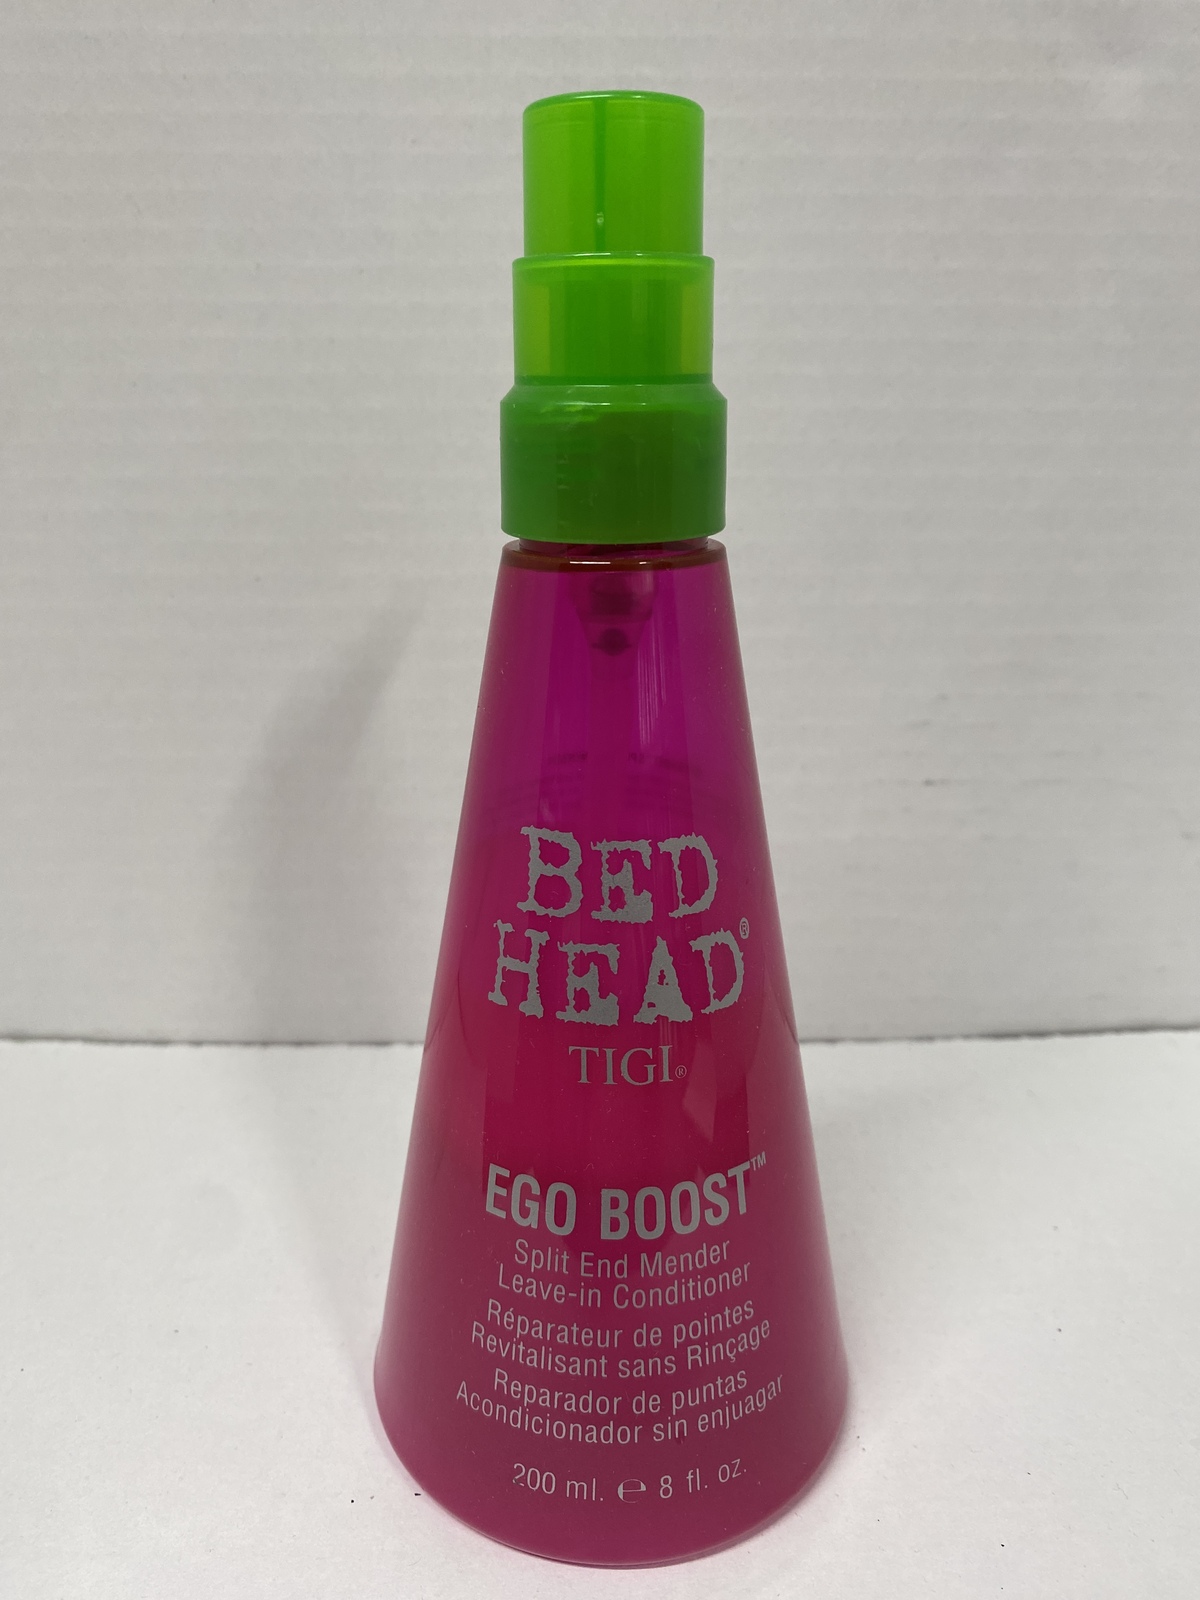 BED
HEAD®
TIGI®
EGO BOOST™
Split End Mender
Leave-in Conditioner
Réparateur de pointes
Revitalisant sans Rinçage
Reparador de puntas
Acondicionador sin enjuagar
200 ml. ℮ 8 fl. oz.